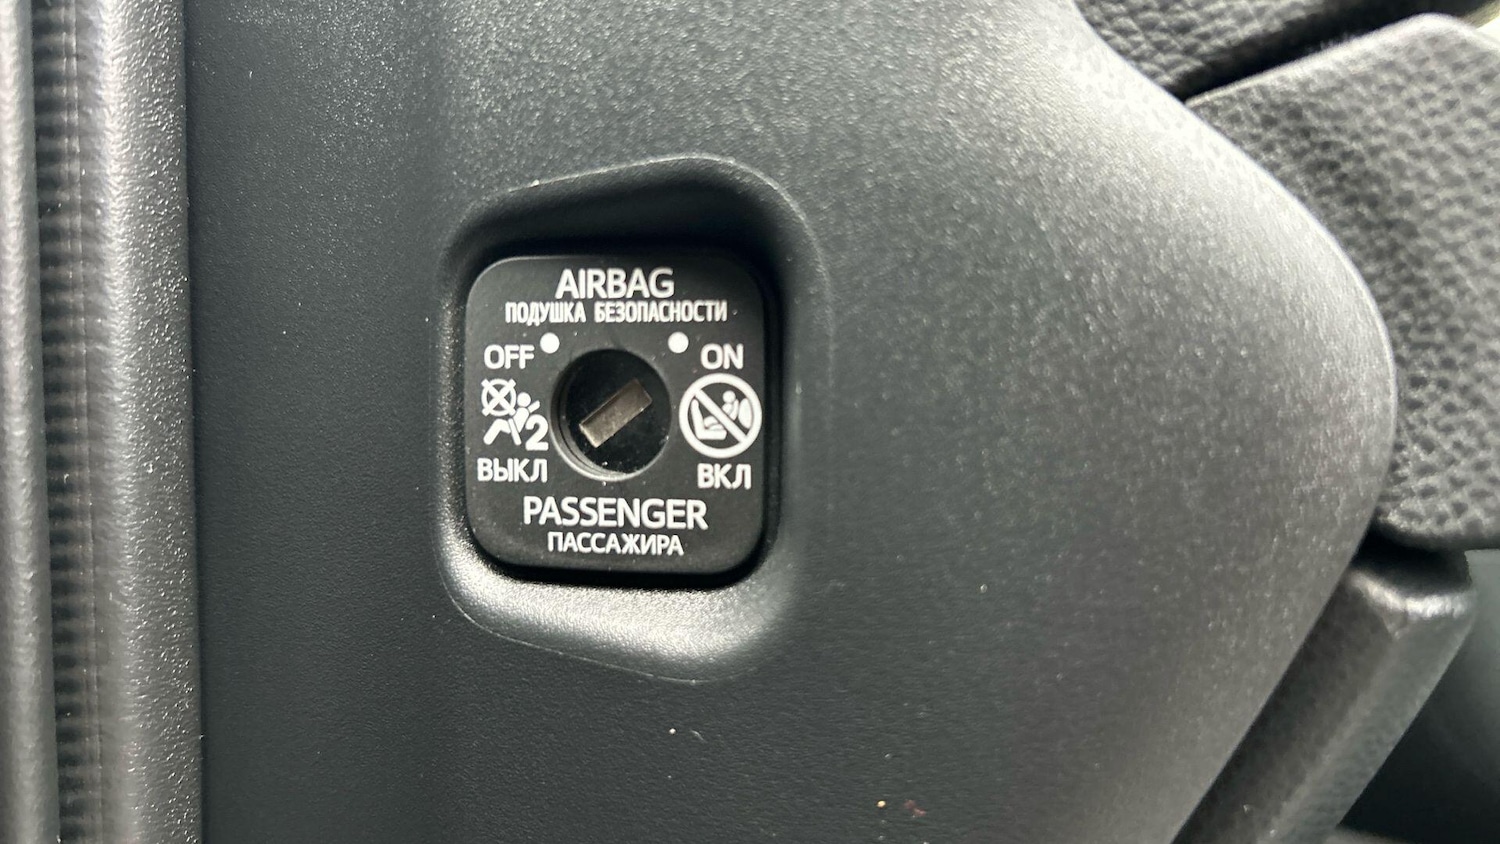 AIRBAG
ПОДУШКА БЕЗОПАСНОСТИ
OFF ON
2
ВЫКЛ ВКЛ
PASSENGER
ПАССАЖИРА